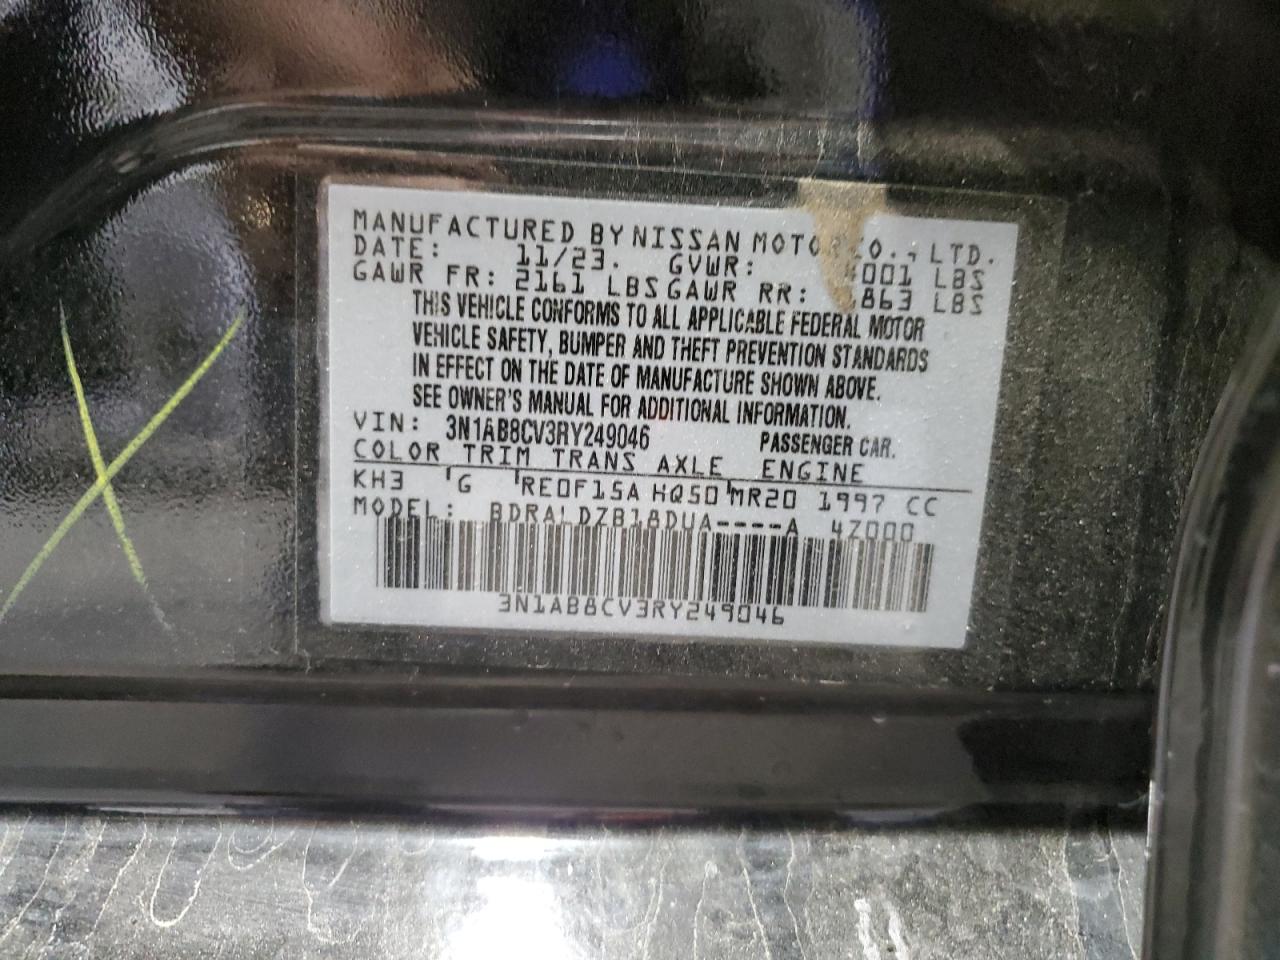 MANUFACTURED BY NISSAN MOTOR CO., LTD.
DATE: 11/23. GVWR: 4001 LBS
GAWR FR: 2161 LBS GAWR RR: 1863 LBS
THIS VEHICLE CONFORMS TO ALL APPLICABLE FEDERAL MOTOR
VEHICLE SAFETY, BUMPER AND THEFT PREVENTION STANDARDS
IN EFFECT ON THE DATE OF MANUFACTURE SHOWN ABOVE.
SEE OWNER'S MANUAL FOR ADDITIONAL INFORMATION.
VIN: 3N1AB8CV3RY249046 PASSENGER CAR.
COLOR TRIM TRANS AXLE ENGINE
KH3 G RE0F15A HQ50 MR20 1997 CC
MODEL: BDRALDZB18DUA----A 4Z000
3N1AB8CV3RY249046